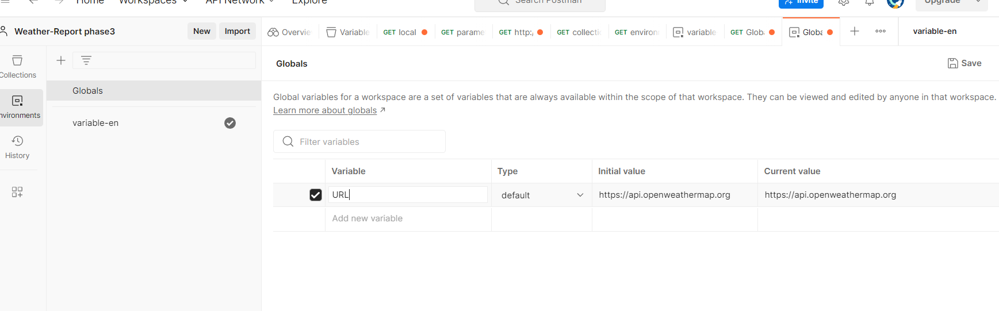 Home Workspaces API Network Explore Search Postman Invite Upgrade
Weather-Report phase3 New Import
Overvie Variable GET local GET parame GET http:/ GET collecti GET environ variable GET Globa Globa variable-en
Globals
Save
Collections
Globals
Global variables for a workspace are a set of variables that are always available within the scope of that workspace. They can be viewed and edited by anyone in that workspace.
Learn more about globals
nvironments
variable-en
Filter variables
History
Variable Type Initial value Current value
URL default https://api.openweathermap.org https://api.openweathermap.org
Add new variable